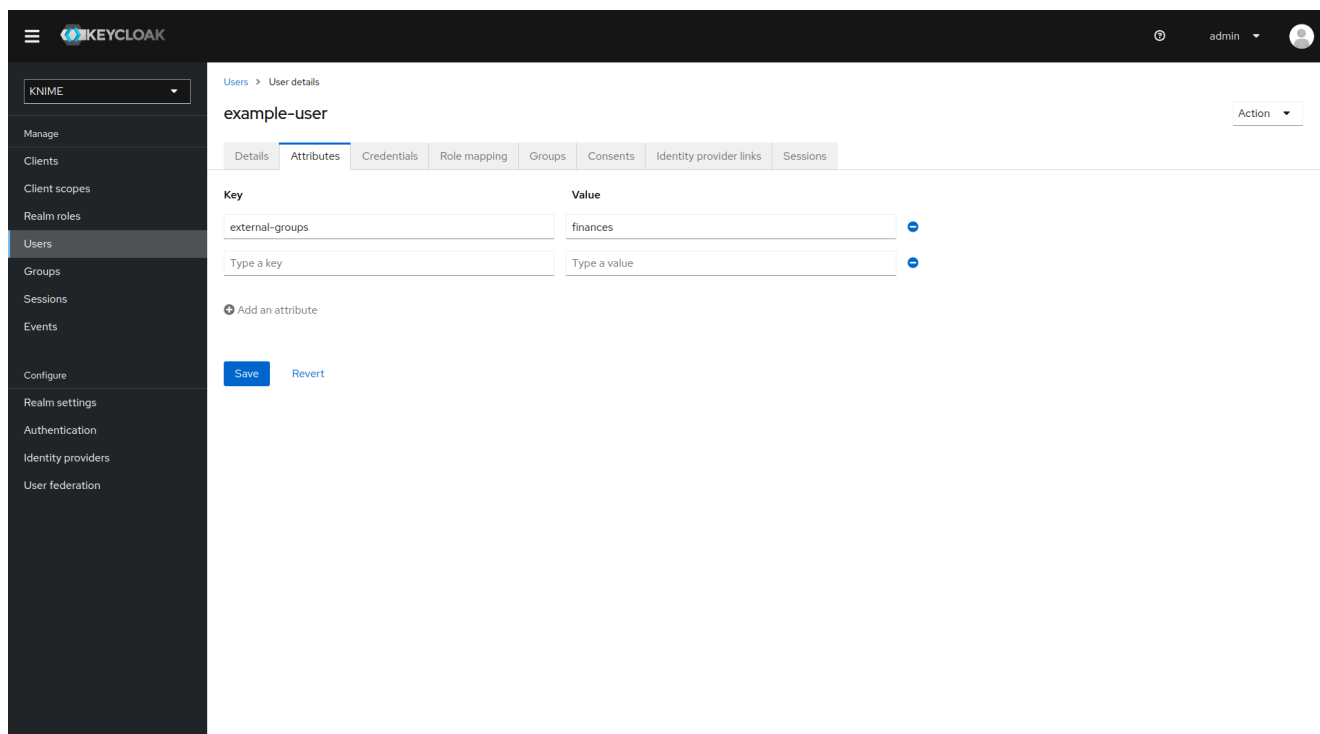 KEYCLOAK
admin
KNIME
Manage
Clients
Client scopes
Realm roles
Users
Groups
Sessions
Events
Configure
Realm settings
Authentication
Identity providers
User federation
Users > User details
example-user
Action
Details Attributes Credentials Role mapping Groups Consents Identity provider links Sessions
Key Value
external-groups finances
Type a key Type a value
Add an attribute
Save Revert